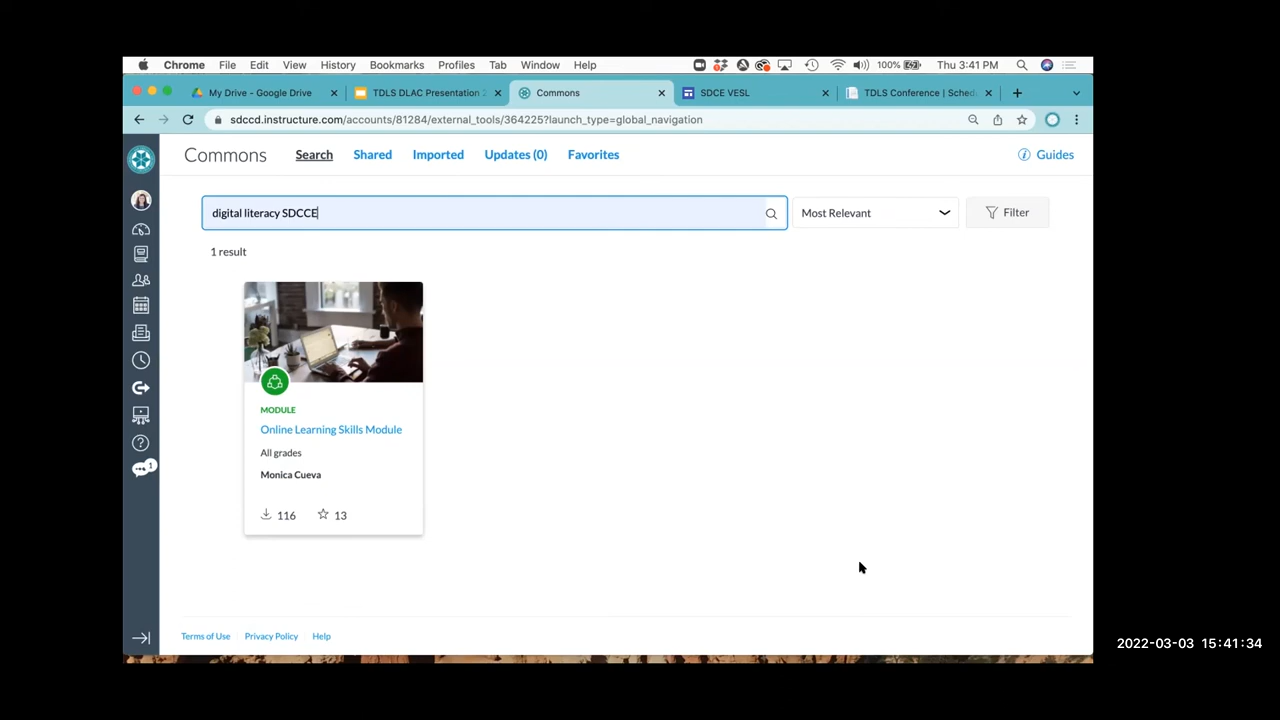 Chrome File Edit View History Bookmarks Profiles Tab Window Help 100% Thu 3:41 PM
My Drive - Google Drive TDLS DLAC Presentation 2 Commons SDCE VESL TDLS Conference | Sched
sdccd.instructure.com/accounts/81284/external_tools/364225?launch_type=global_navigation
Commons Search Shared Imported Updates (0) Favorites Guides
digital literacy SDCCE Most Relevant Filter
1 result
MODULE
Online Learning Skills Module
All grades
Monica Cueva
1
116 13
Terms of Use Privacy Policy Help
2022-03-03 15:41:34